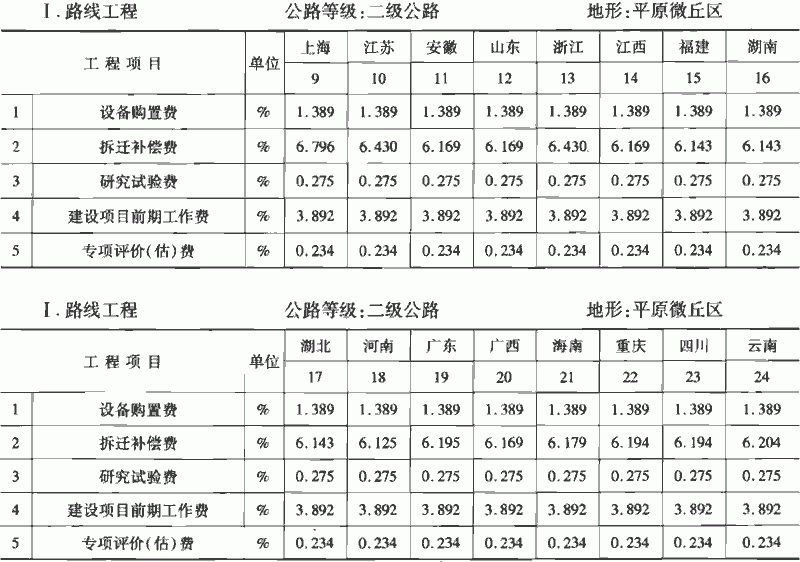 Ⅰ.路线工程 公路等级:二级公路 地形:平原微丘区
工程项目 单位 上海 江苏 安徽 山东 浙江 江西 福建 湖南
9 10 11 12 13 14 15 16
1 设备购置费 % 1.389 1.389 1.389 1.389 1.389 1.389 1.389 1.389
2 拆迁补偿费 % 6.796 6.430 6.169 6.169 6.430 6.169 6.143 6.143
3 研究试验费 % 0.275 0.275 0.275 0.275 0.275 0.275 0.275 0.275
4 建设项目前期工作费 % 3.892 3.892 3.892 3.892 3.892 3.892 3.892 3.892
5 专项评价(估)费 % 0.234 0.234 0.234 0.234 0.234 0.234 0.234 0.234
Ⅰ.路线工程 公路等级:二级公路 地形:平原微丘区
工程项目 单位 湖北 河南 广东 广西 海南 重庆 四川 云南
17 18 19 20 21 22 23 24
1 设备购置费 % 1.389 1.389 1.389 1.389 1.389 1.389 1.389 1.389
2 拆迁补偿费 % 6.143 6.125 6.195 6.169 6.179 6.194 6.194 6.204
3 研究试验费 % 0.275 0.275 0.275 0.275 0.275 0.275 0.275 0.275
4 建设项目前期工作费 % 3.892 3.892 3.892 3.892 3.892 3.892 3.892 3.892
5 专项评价(估)费 % 0.234 0.234 0.234 0.234 0.234 0.234 0.234 0.234